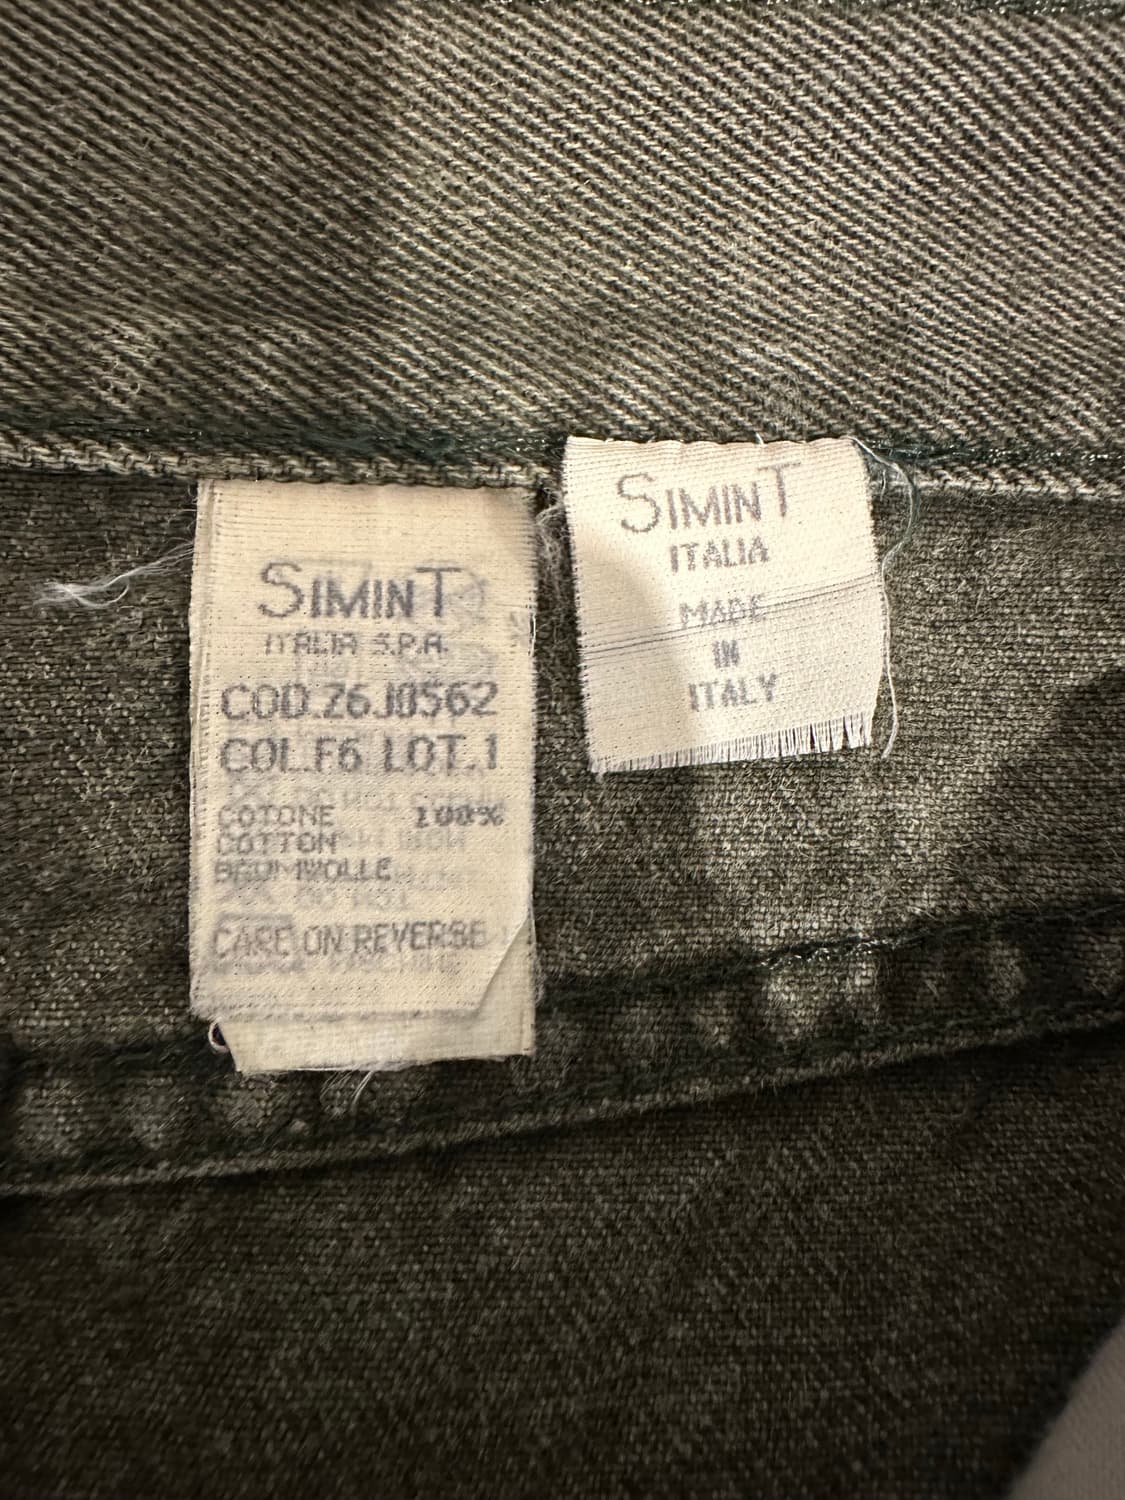 SIMINT
ITALIA S.P.A.
COD.Z6J0562
COL.F6 LOT.1
COTONE 100%
COTTON
BAUMWOLLE
CARE ON REVERSE
SIMINT
ITALIA
MADE
IN
ITALY